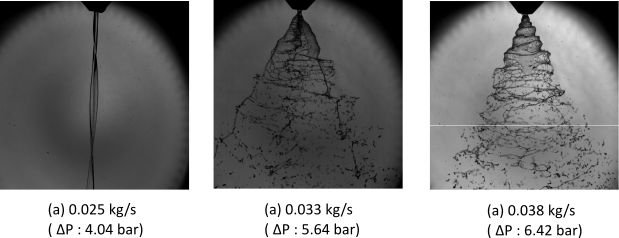 (a) 0.025 kg/s
( ΔP : 4.04 bar)
(a) 0.033 kg/s
( ΔP : 5.64 bar)
(a) 0.038 kg/s
( ΔP : 6.42 bar)